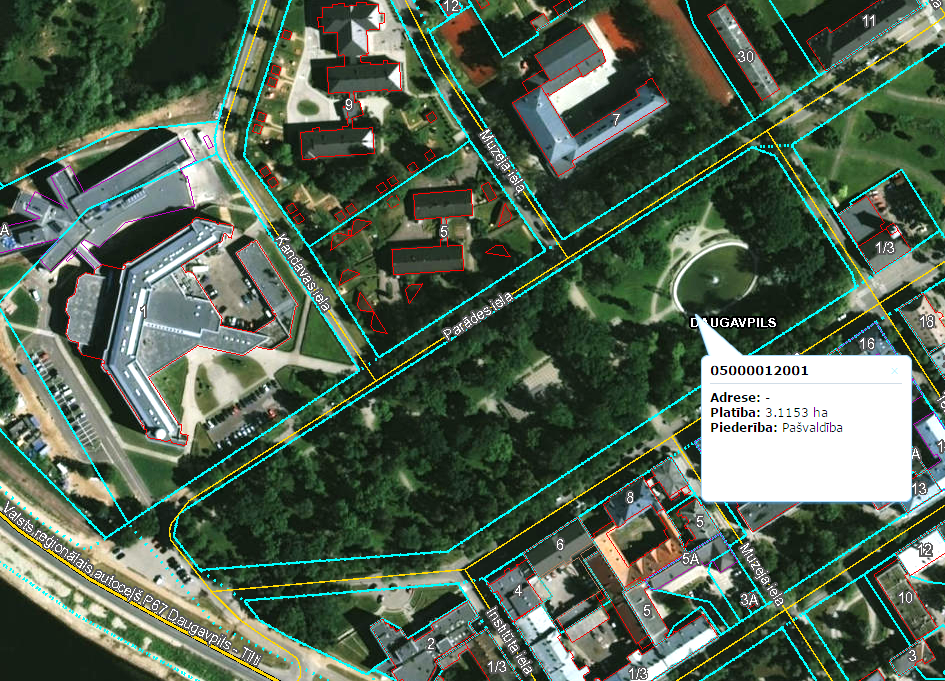 12
11
30
9
7
Muzeja iela
A
5
1/3
Kandavas iela
1
Parādes iela
DAUGAVPILS
18
16
05000012001
Adrese: -
Platība: 3.1153 ha
Piederība: Pašvaldība
A
13
8
5
6
5A
Valsts reģionālais autoceļš P67 Daugavpils – Tilti
Muzeja iela
12
4
3A
5
10
Institūta iela
2
3
1/3
1/3